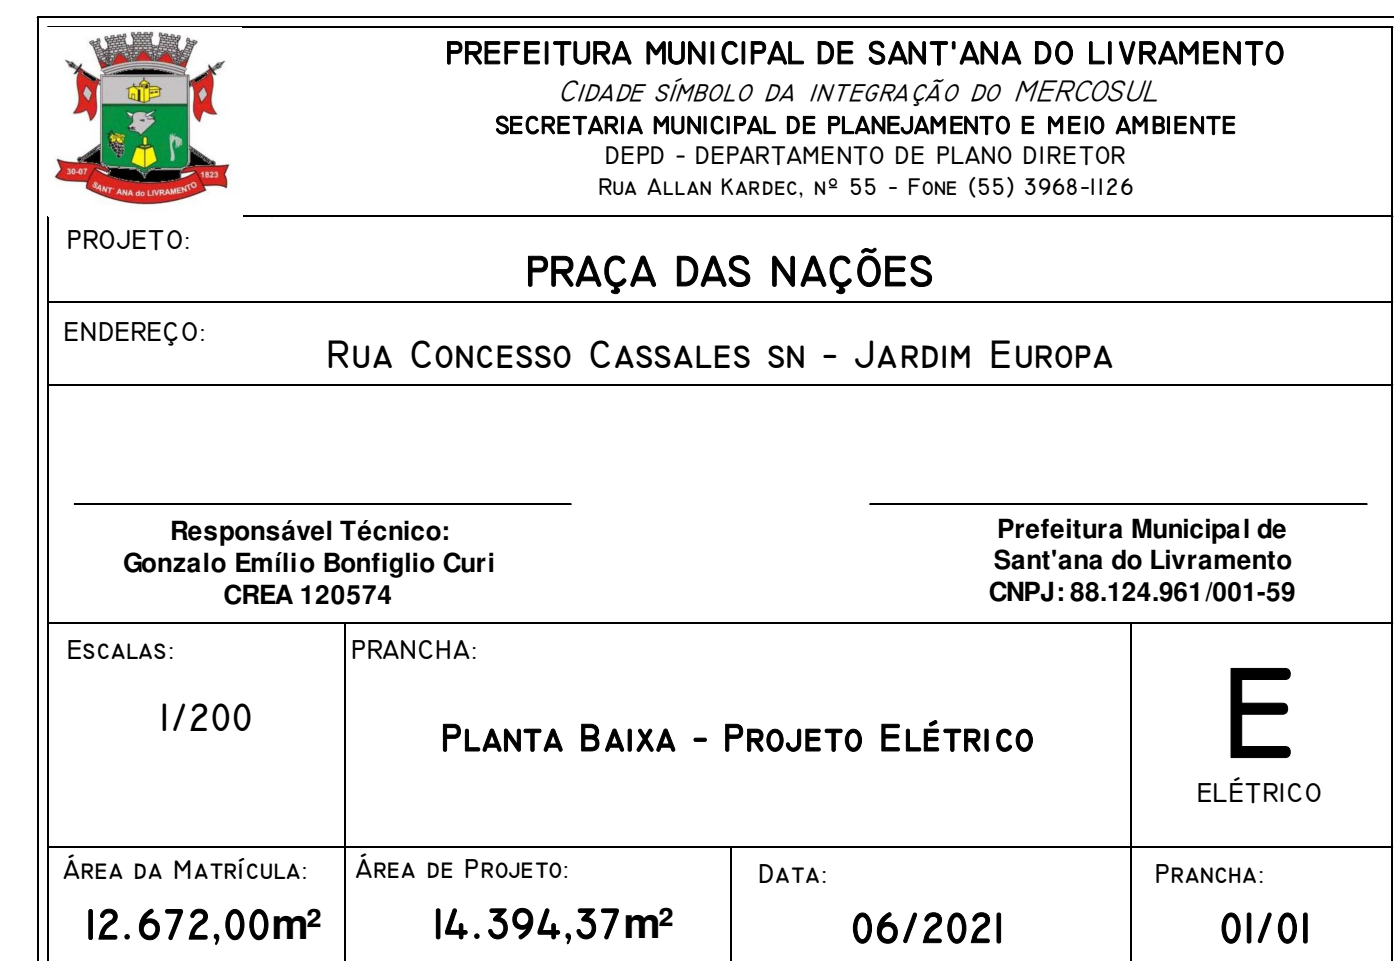 PREFEITURA MUNICIPAL DE SANT'ANA DO LIVRAMENTO
CIDADE SÍMBOLO DA INTEGRAÇÃO DO MERCOSUL
SECRETARIA MUNICIPAL DE PLANEJAMENTO E MEIO AMBIENTE
DEPD - DEPARTAMENTO DE PLANO DIRETOR
RUA ALLAN KARDEC, Nº 55 - FONE (55) 3968-1126
30-07 1823
SANT' ANA do LIVRAMENTO
PROJETO:
PRAÇA DAS NAÇÕES
ENDEREÇO:
RUA CONCESSO CASSALES SN - JARDIM EUROPA
Responsável Técnico:
Gonzalo Emílio Bonfiglio Curi
CREA 120574
Prefeitura Municipal de
Sant'ana do Livramento
CNPJ: 88.124.961/001-59
ESCALAS:
1/200
PRANCHA:
PLANTA BAIXA - PROJETO ELÉTRICO
E
ELÉTRICO
ÁREA DA MATRÍCULA:
12.672,00m²
ÁREA DE PROJETO:
14.394,37m²
DATA:
06/2021
PRANCHA:
01/01